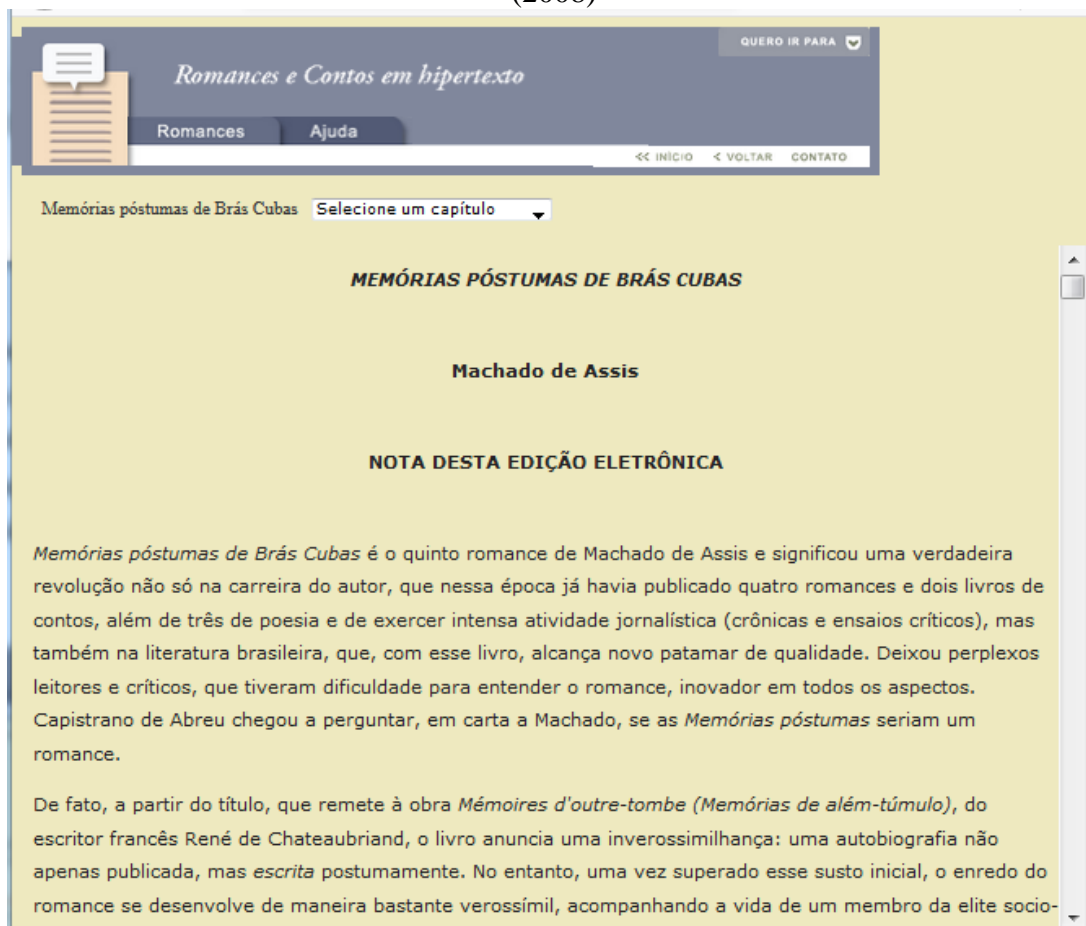 (2008)
QUERO IR PARA
Romances e Contos em hipertexto
Romances Ajuda
<< INÍCIO < VOLTAR CONTATO
Memórias póstumas de Brás Cubas Selecione um capítulo
MEMÓRIAS PÓSTUMAS DE BRÁS CUBAS
Machado de Assis
NOTA DESTA EDIÇÃO ELETRÔNICA
Memórias póstumas de Brás Cubas é o quinto romance de Machado de Assis e significou uma verdadeira
revolução não só na carreira do autor, que nessa época já havia publicado quatro romances e dois livros de
contos, além de três de poesia e de exercer intensa atividade jornalística (crônicas e ensaios críticos), mas
também na literatura brasileira, que, com esse livro, alcança novo patamar de qualidade. Deixou perplexos
leitores e críticos, que tiveram dificuldade para entender o romance, inovador em todos os aspectos.
Capistrano de Abreu chegou a perguntar, em carta a Machado, se as Memórias póstumas seriam um
romance.
De fato, a partir do título, que remete à obra Mémoires d'outre-tombe (Memórias de além-túmulo), do
escritor francês René de Chateaubriand, o livro anuncia uma inverossimilhança: uma autobiografia não
apenas publicada, mas escrita postumamente. No entanto, uma vez superado esse susto inicial, o enredo do
romance se desenvolve de maneira bastante verossímil, acompanhando a vida de um membro da elite socio-